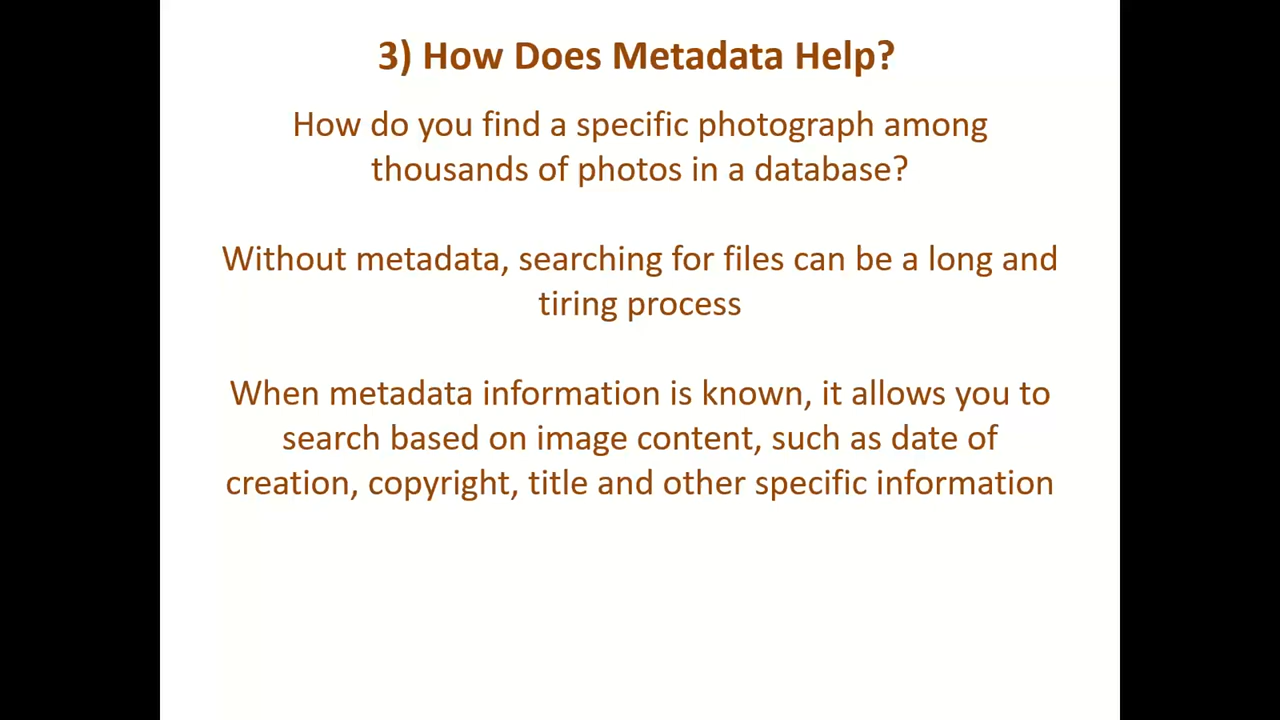 3) How Does Metadata Help?
How do you find a specific photograph among
thousands of photos in a database?
Without metadata, searching for files can be a long and
tiring process
When metadata information is known, it allows you to
search based on image content, such as date of
creation, copyright, title and other specific information